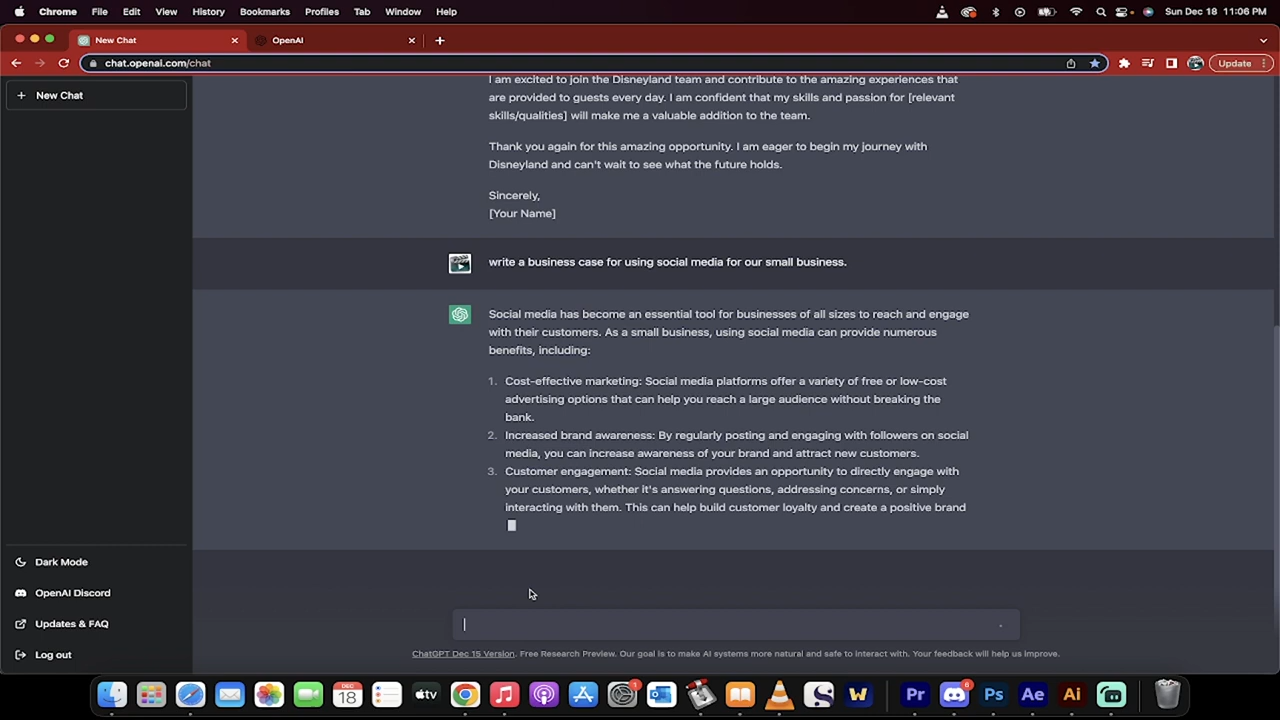 Chrome File Edit View History Bookmarks Profiles Tab Window Help Sun Dec 18 11:06 PM
New Chat OpenAI
chat.openai.com/chat Update
New Chat
I am excited to join the Disneyland team and contribute to the amazing experiences that
are provided to guests every day. I am confident that my skills and passion for [relevant
skills/qualities] will make me a valuable addition to the team.
Thank you again for this amazing opportunity. I am eager to begin my journey with
Disneyland and can't wait to see what the future holds.
Sincerely,
[Your Name]
write a business case for using social media for our small business.
Social media has become an essential tool for businesses of all sizes to reach and engage
with their customers. As a small business, using social media can provide numerous
benefits, including:
1. Cost-effective marketing: Social media platforms offer a variety of free or low-cost
advertising options that can help you reach a large audience without breaking the
bank.
2. Increased brand awareness: By regularly posting and engaging with followers on social
media, you can increase awareness of your brand and attract new customers.
3. Customer engagement: Social media provides an opportunity to directly engage with
your customers, whether it's answering questions, addressing concerns, or simply
interacting with them. This can help build customer loyalty and create a positive brand
Dark Mode
OpenAI Discord
Updates & FAQ
Log out
ChatGPT Dec 15 Version. Free Research Preview. Our goal is to make AI systems more natural and safe to interact with. Your feedback will help us improve.
DEC
18
tv
1
S
W
Pr
6
Ps
Ae
Ai